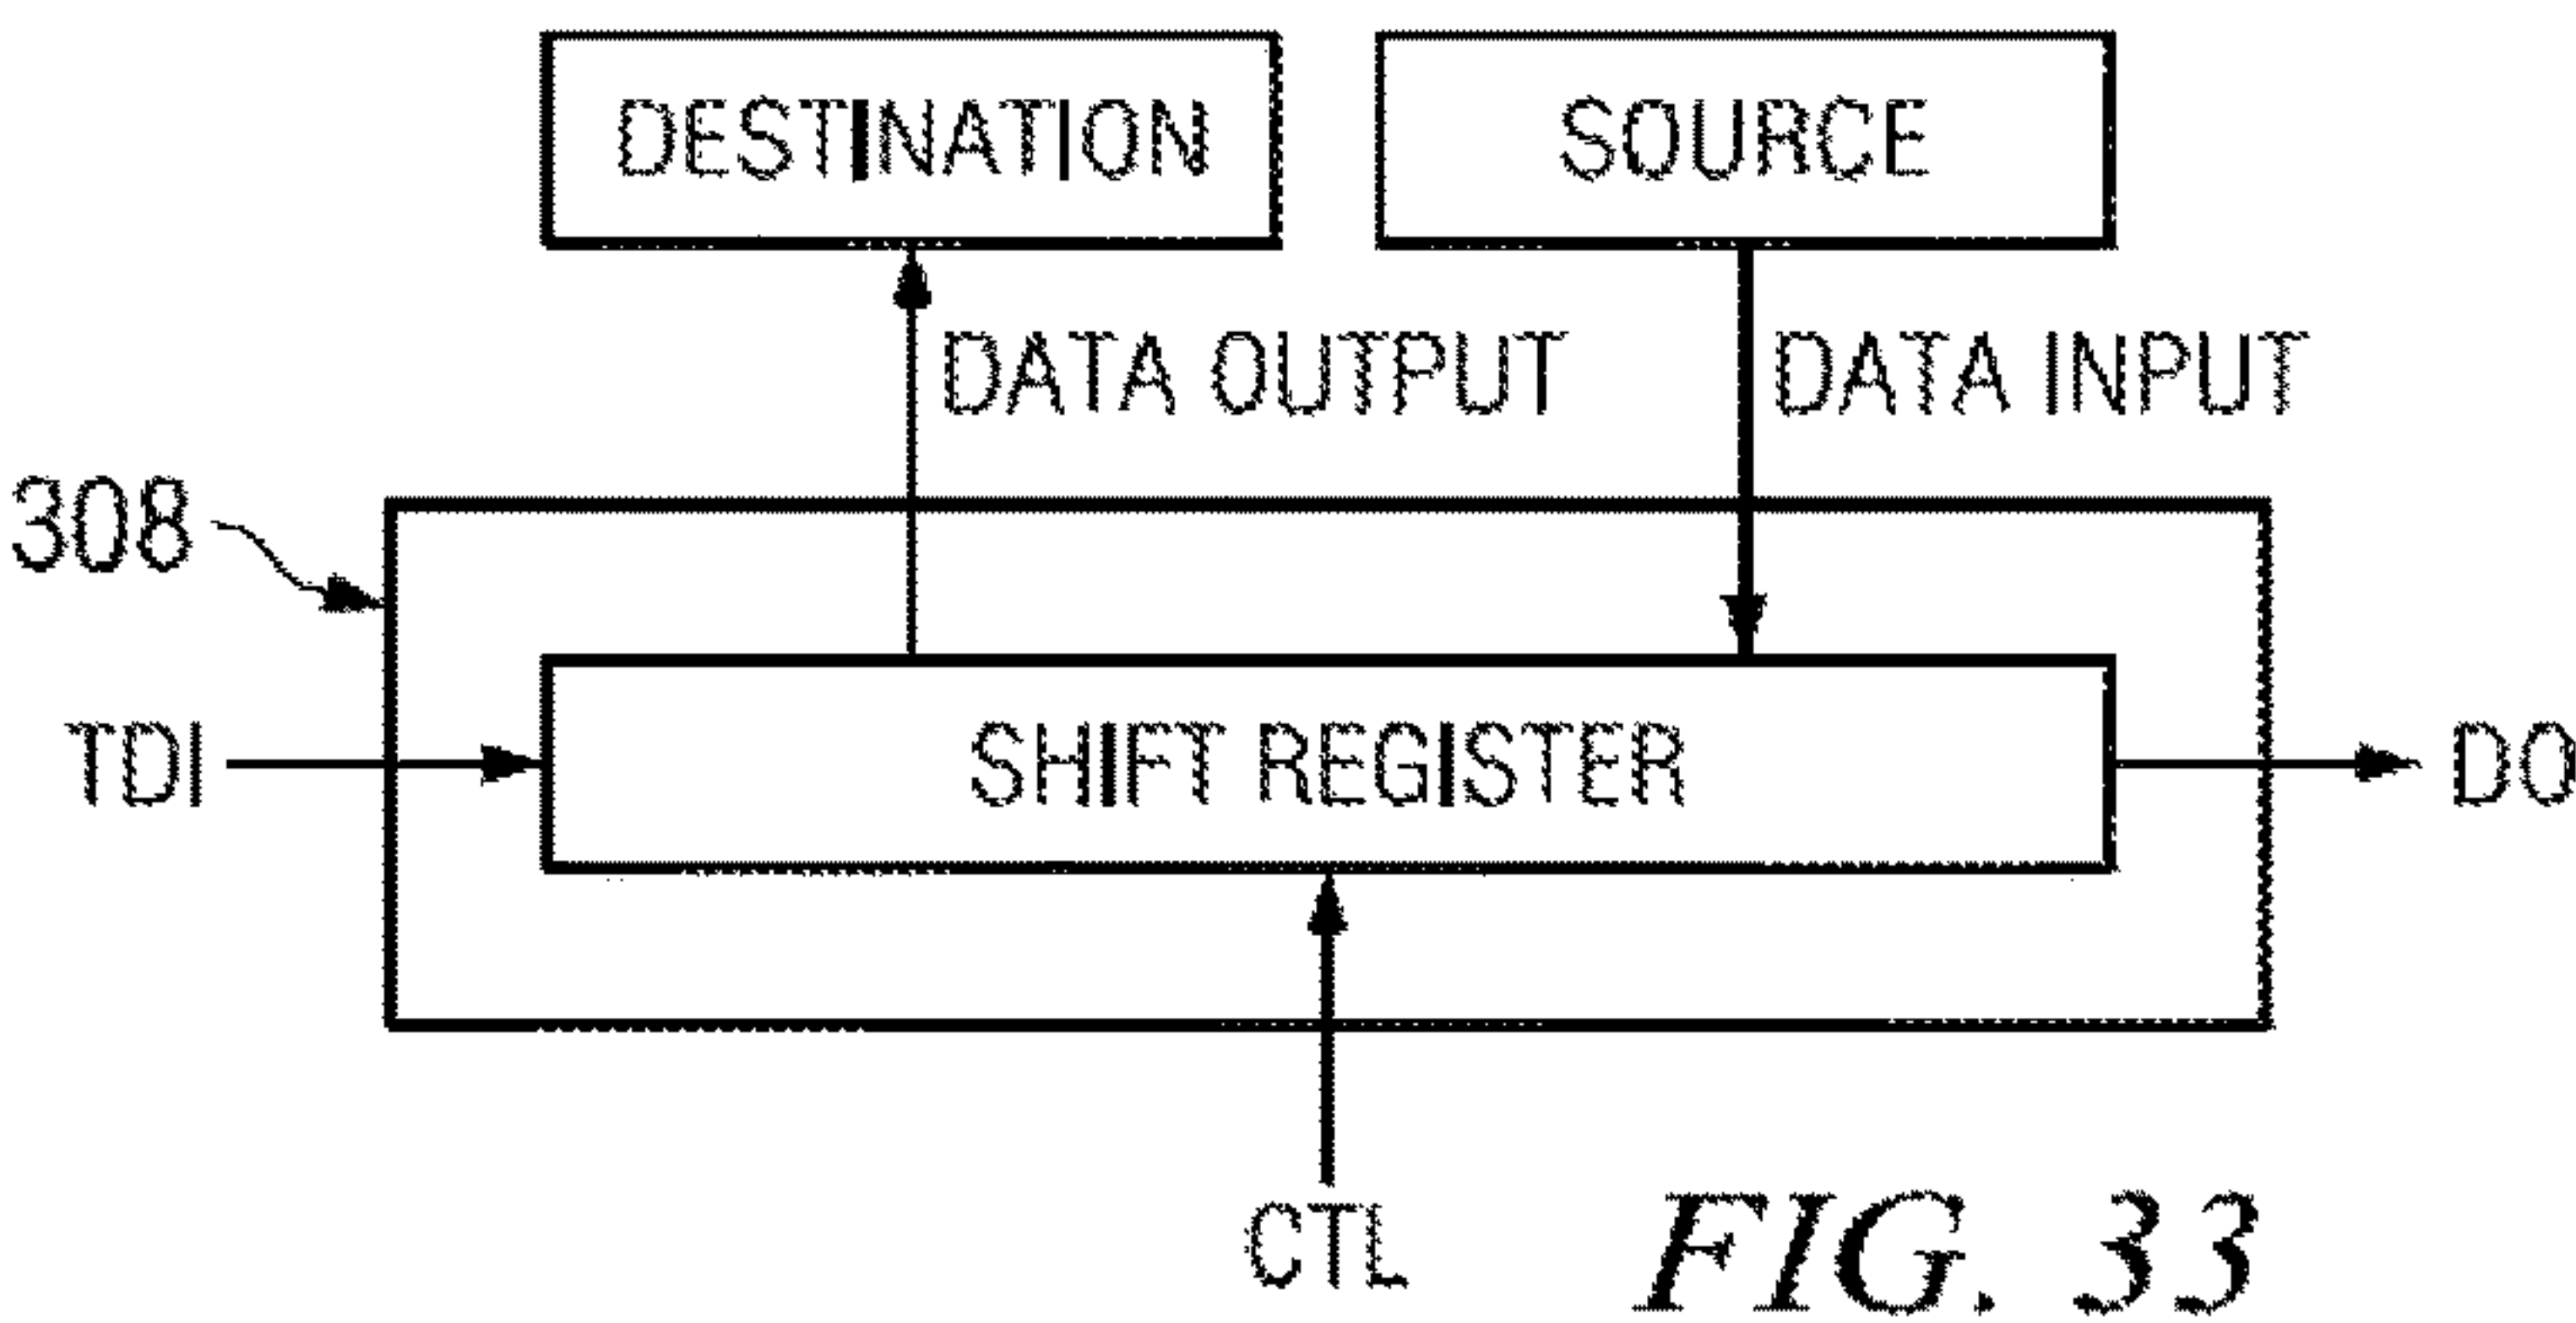 DESTINATION
SOURCE
DATA OUTPUT
DATA INPUT
308
TDI
SHIFT REGISTER
DO
CTL
FIG. 33